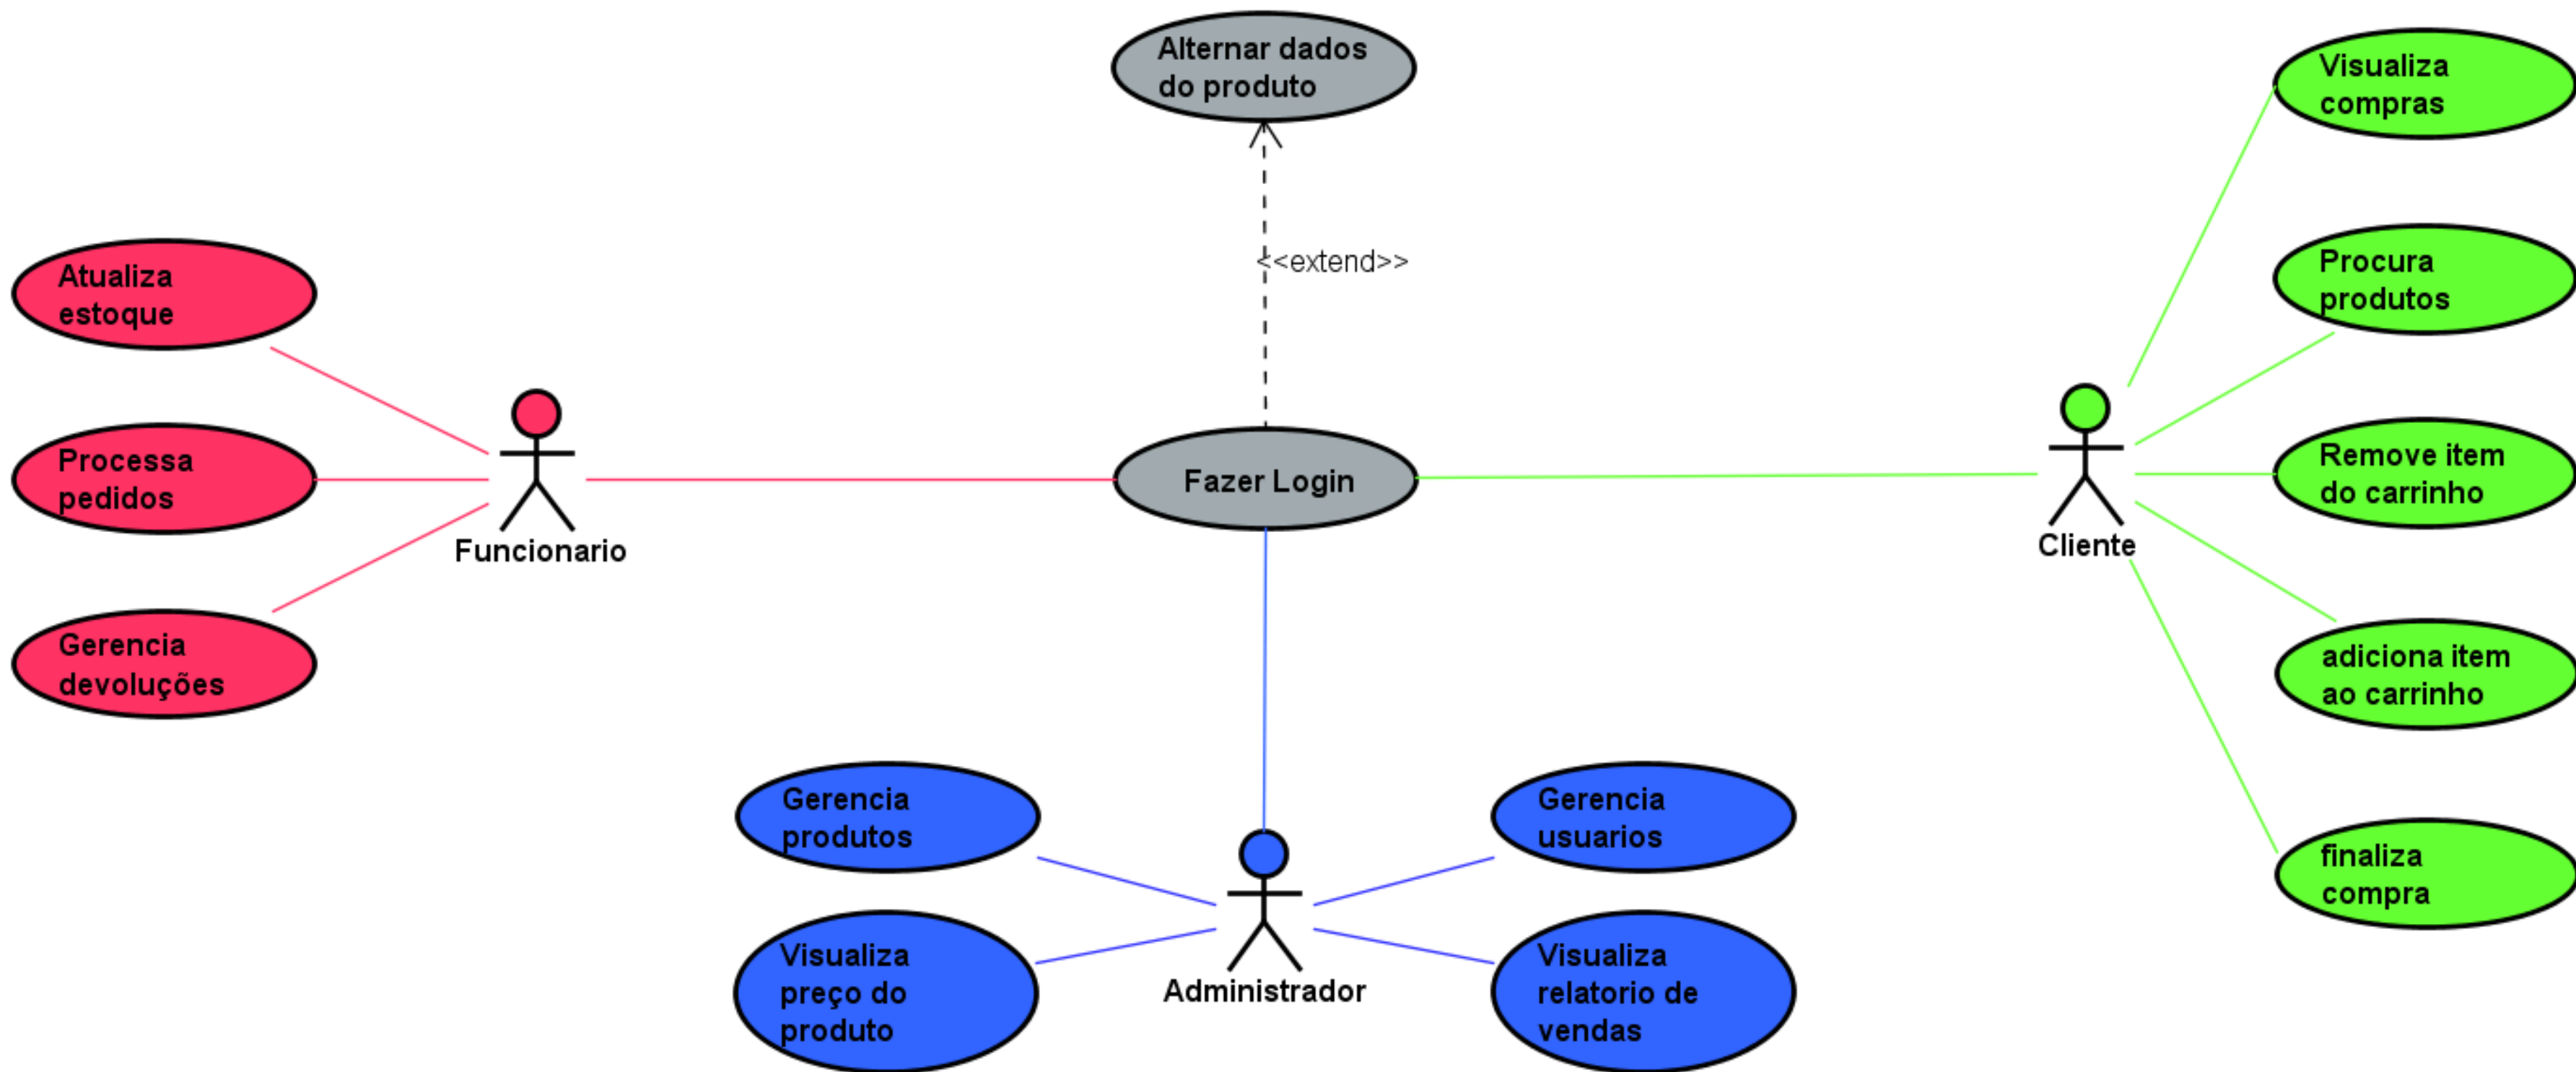 Alternar dados
do produto
<<extend>>
Fazer Login
Atualiza
estoque
Processa
pedidos
Gerencia
devoluções
Funcionario
Visualiza
compras
Procura
produtos
Remove item
do carrinho
adiciona item
ao carrinho
finaliza
compra
Cliente
Gerencia
produtos
Visualiza
preço do
produto
Gerencia
usuarios
Visualiza
relatorio de
vendas
Administrador